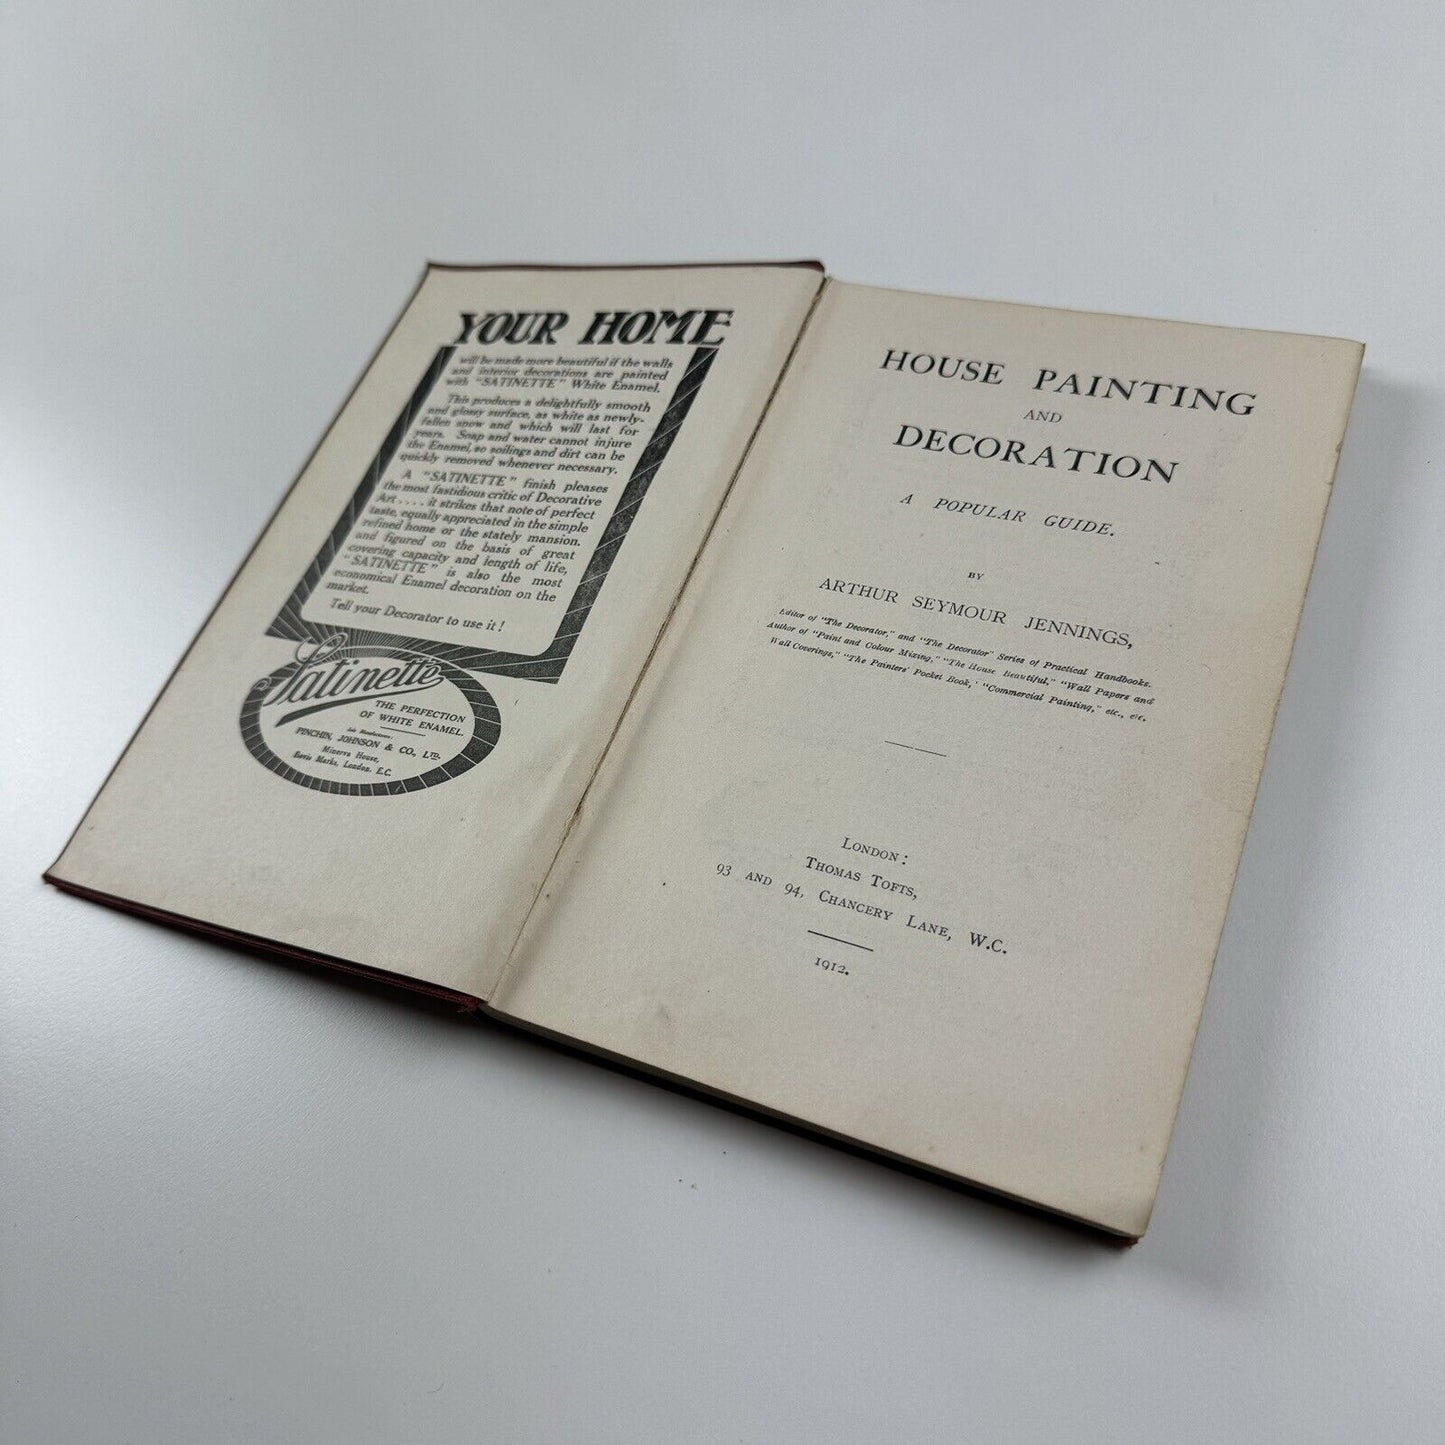 YOUR HOME
will be made more beautiful if the walls
and interior decorations are painted
with "SATINETTE" White Enamel.
This produces a delightfully smooth
and glossy surface, as white as newly-
fallen snow and which will last for
years. Soap and water cannot injure
the Enamel, so soilings and dirt can be
quickly removed whenever necessary.
A "SATINETTE" finish pleases
the most fastidious critic of Decorative
Art.... it strikes that note of perfect
taste, equally appreciated in the simple
refined home or the stately mansion.
and figured on the basis of great
covering capacity and length of life,
"SATINETTE" is also the most
economical Enamel decoration on the
market.
Tell your Decorator to use it!
Satinette
THE PERFECTION
OF WHITE ENAMEL.
Sole Manufacturers:
PINCHIN, JOHNSON & CO., LTD.
Minerva House,
Bevis Marks, London. E.C.
HOUSE PAINTING
AND
DECORATION
A POPULAR GUIDE.
BY
ARTHUR SEYMOUR JENNINGS,
Editor of "The Decorator," and "The Decorator" Series of Practical Handbooks.
Author of "Paint and Colour Mixing," "The House Beautiful," "Wall Papers and
Wall Coverings," "The Painters' Pocket Book,' "Commercial Painting," etc., etc.
LONDON:
THOMAS TOFTS,
93 AND 94, CHANCERY LANE, W.C.
1912.